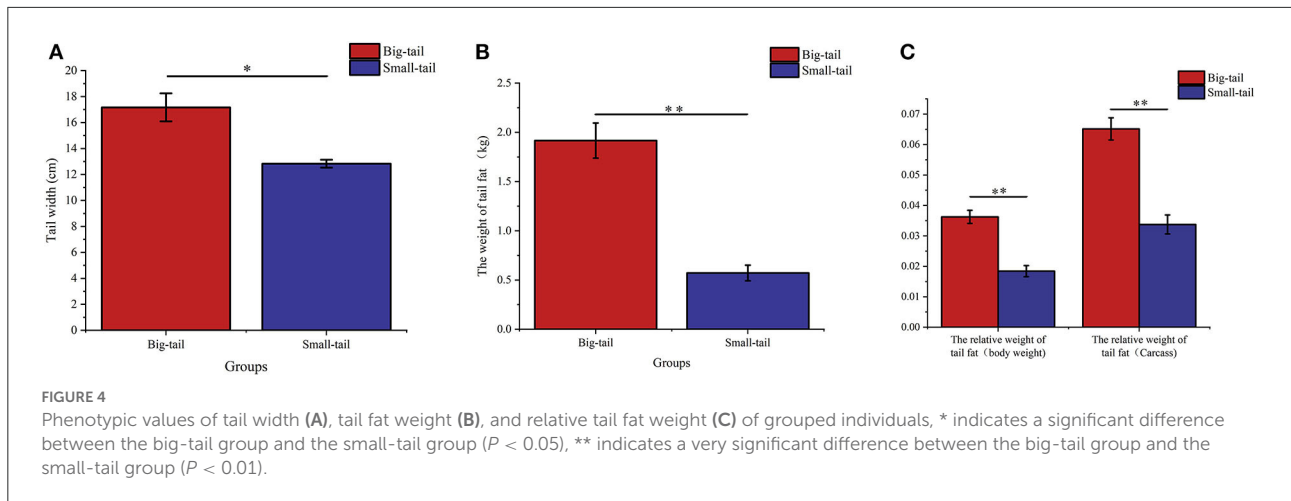 A
Big-tail
Small-tail
20
18
16
14
12
10
8
6
4
2
0
Tail width (cm)
*
Big-tail
Small-tail
Groups
B
Big-tail
Small-tail
2.5
2.0
1.5
1.0
0.5
0.0
The weight of tail fat （kg）
**
Big-tail
Small-tail
Groups
C
Big-tail
Small-tail
0.07
0.06
0.05
0.04
0.03
0.02
0.01
0.00
**
**
The relative weight of
tail fat（body weight）
The relative weight of
tail fat（Carcass）
FIGURE 4
Phenotypic values of tail width (A), tail fat weight (B), and relative tail fat weight (C) of grouped individuals, * indicates a significant difference
between the big-tail group and the small-tail group (P < 0.05), ** indicates a very significant difference between the big-tail group and the
small-tail group (P < 0.01).